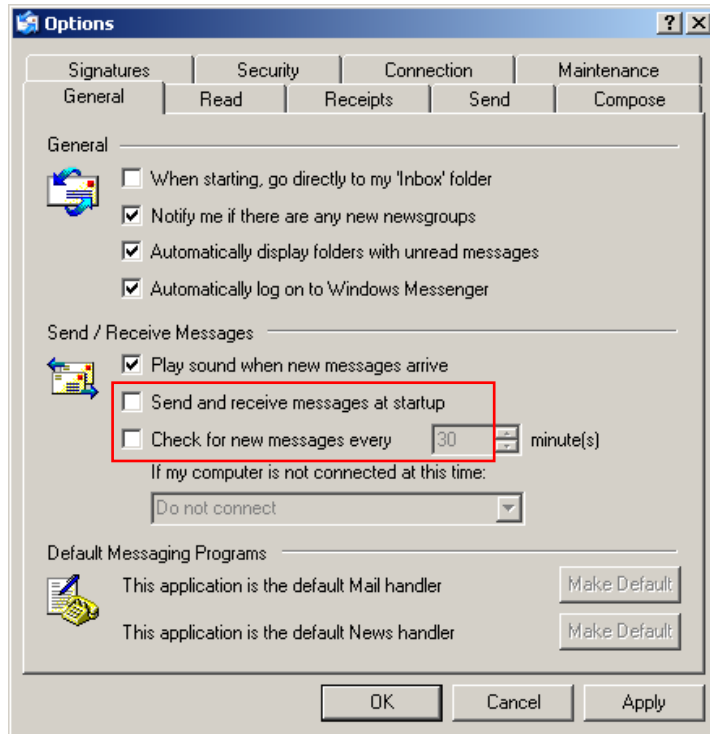 Options
Signatures Security Connection Maintenance
General Read Receipts Send Compose
General
When starting, go directly to my 'Inbox' folder
Notify me if there are any new newsgroups
Automatically display folders with unread messages
Automatically log on to Windows Messenger
Send / Receive Messages
Play sound when new messages arrive
Send and receive messages at startup
Check for new messages every 30 minute(s)
If my computer is not connected at this time:
Do not connect
Default Messaging Programs
This application is the default Mail handler Make Default
This application is the default News handler Make Default
OK Cancel Apply